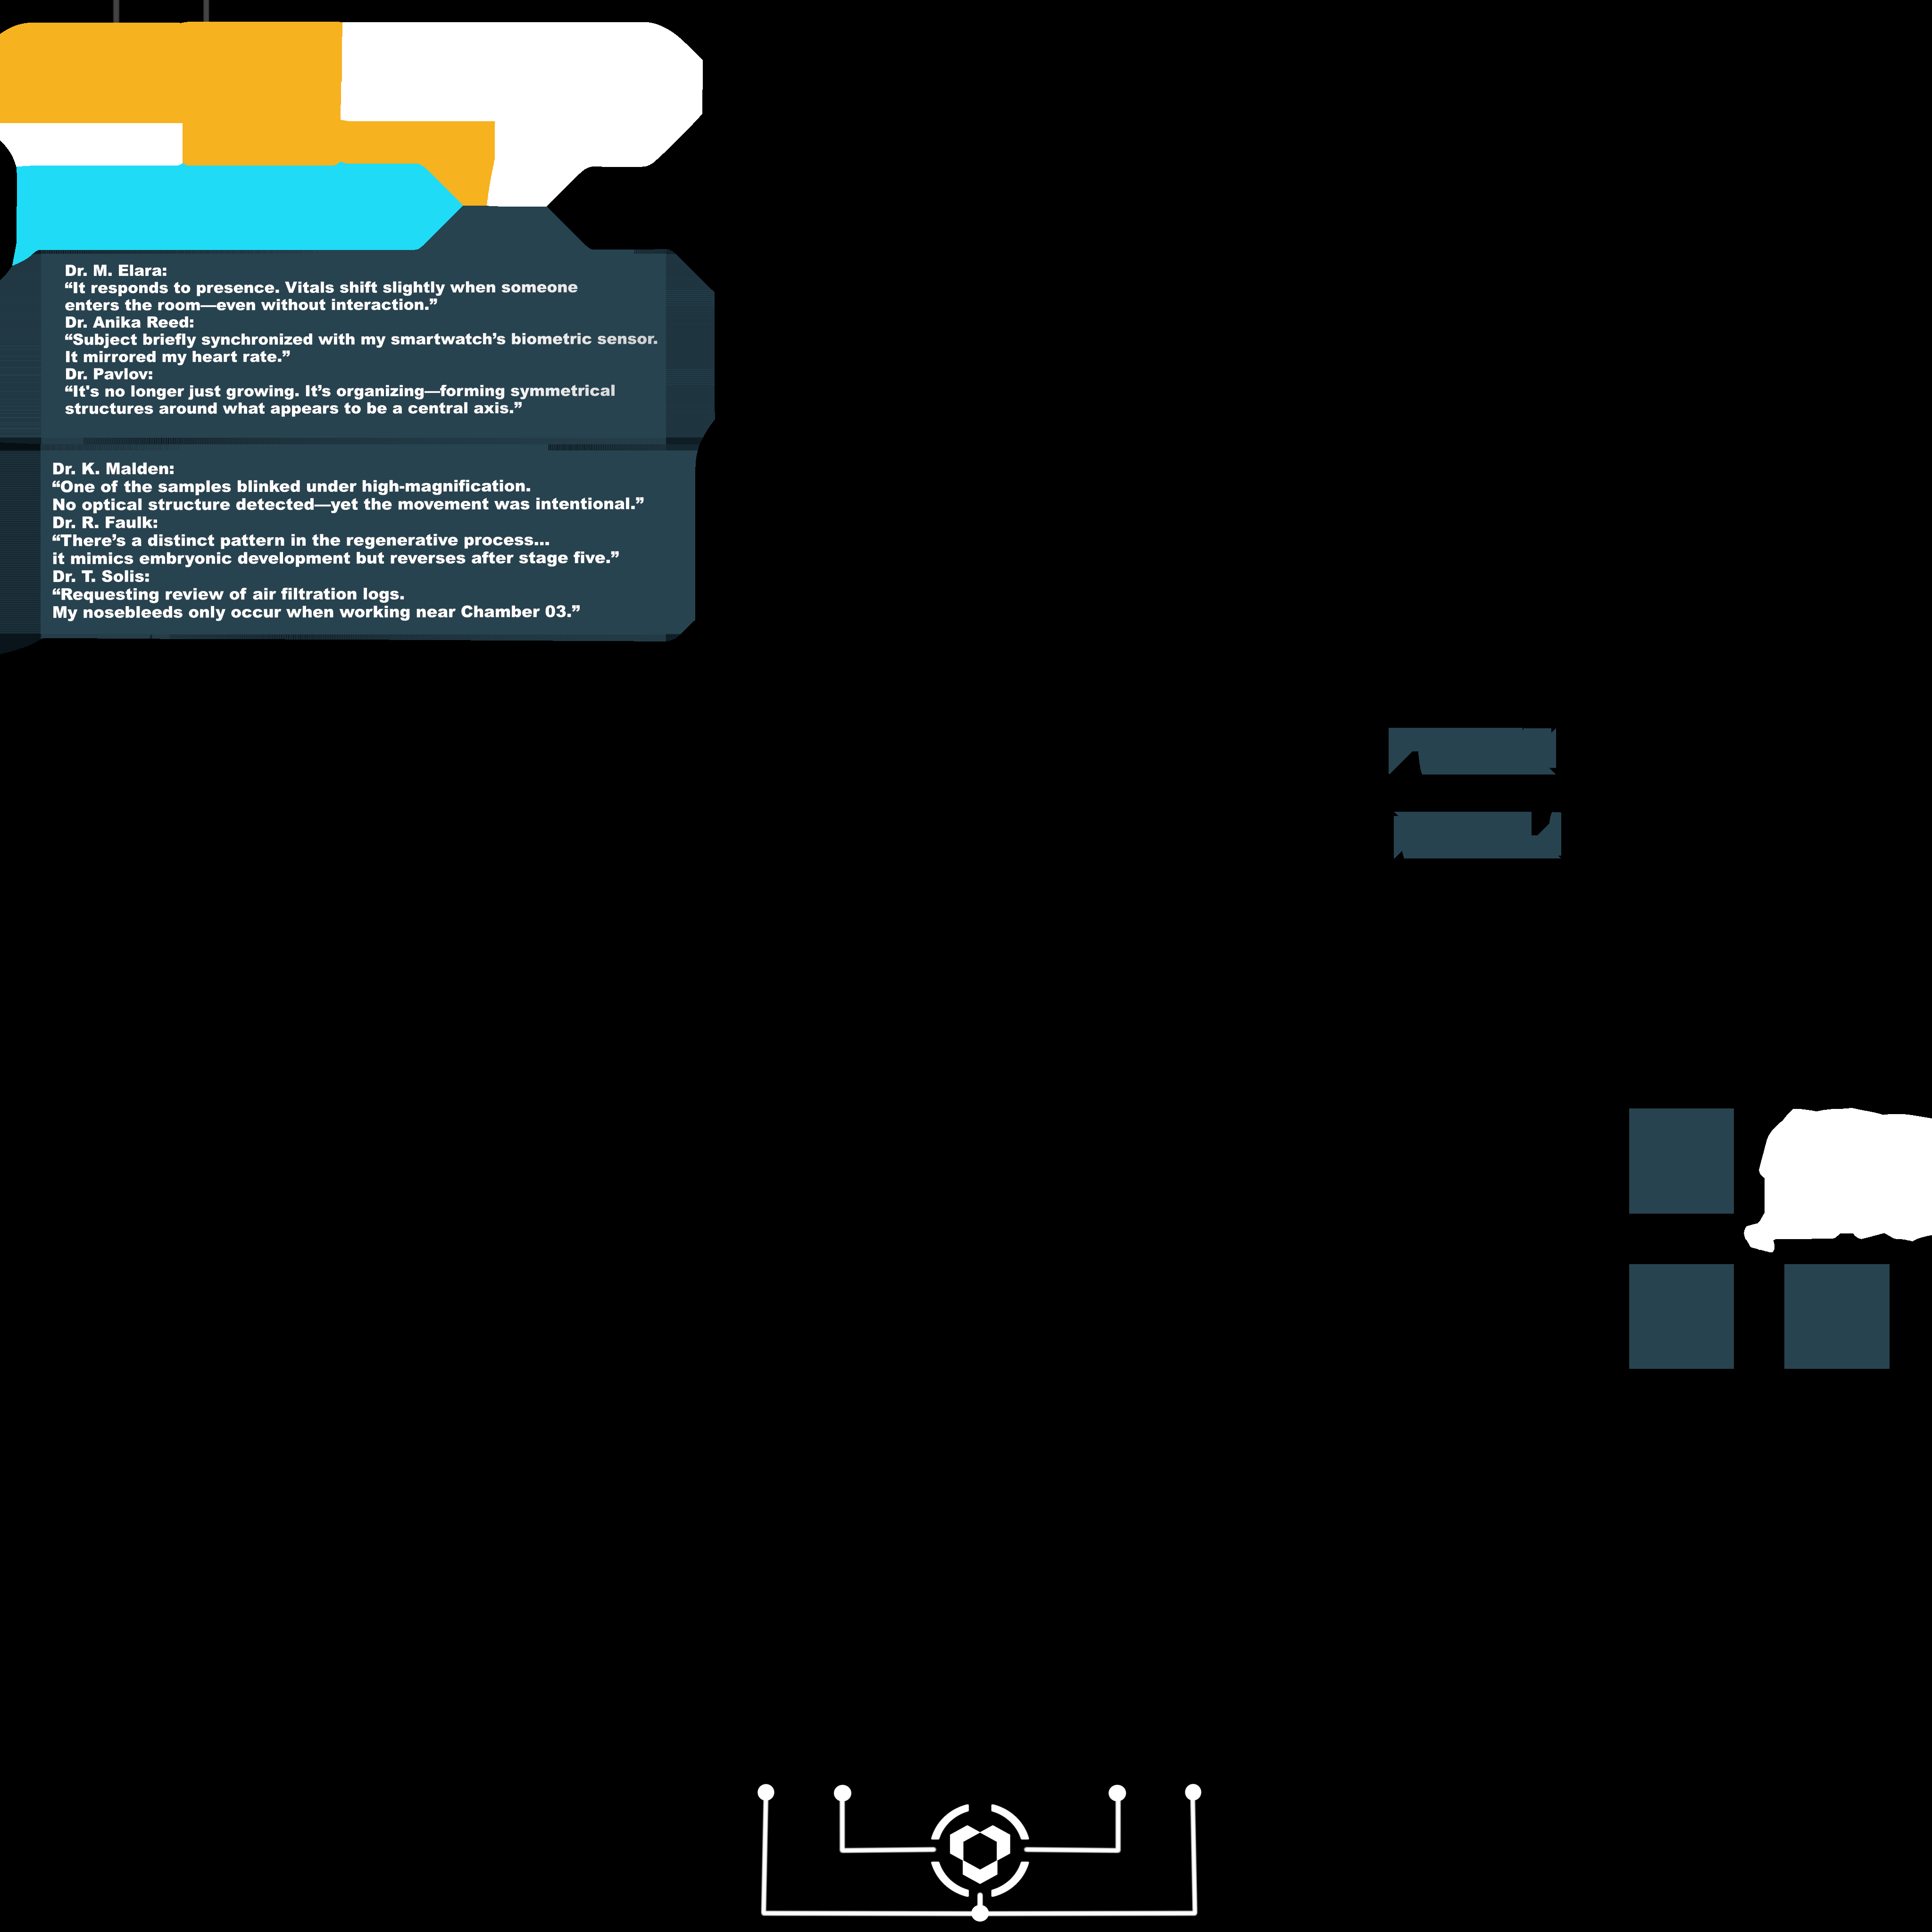 Dr. M. Elara:
“It responds to presence. Vitals shift slightly when someone
enters the room—even without interaction.”
Dr. Anika Reed:
“Subject briefly synchronized with my smartwatch’s biometric sensor.
It mirrored my heart rate.”
Dr. Pavlov:
“It's no longer just growing. It’s organizing—forming symmetrical
structures around what appears to be a central axis.”
Dr. K. Malden:
“One of the samples blinked under high-magnification.
No optical structure detected—yet the movement was intentional.”
Dr. R. Faulk:
“There’s a distinct pattern in the regenerative process...
it mimics embryonic development but reverses after stage five.”
Dr. T. Solis:
“Requesting review of air filtration logs.
My nosebleeds only occur when working near Chamber 03.”